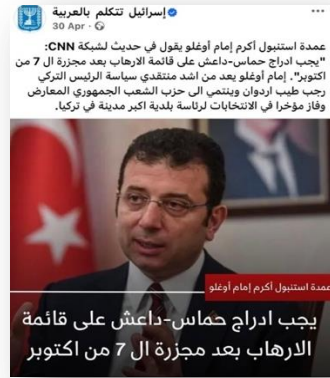 إسرائيل تتكلم بالعربية
30 Apr ·
عمدة استنبول أكرم إمام أوغلو يقول في حديث لشبكة CNN:
"يجب ادراج حماس-داعش على قائمة الارهاب بعد مجزرة ال 7 من
اكتوبر". إمام أوغلو يعد من اشد منتقدي سياسة الرئيس التركي
رجب طيب اردوان وينتمي الى حزب الشعب الجمهوري المعارض
وفاز مؤخرا في الانتخابات لرئاسة بلدية اكبر مدينة في تركيا.
عمدة استنبول أكرم إمام أوغلو
يجب ادراج حماس-داعش على قائمة
الارهاب بعد مجزرة ال 7 من اكتوبر